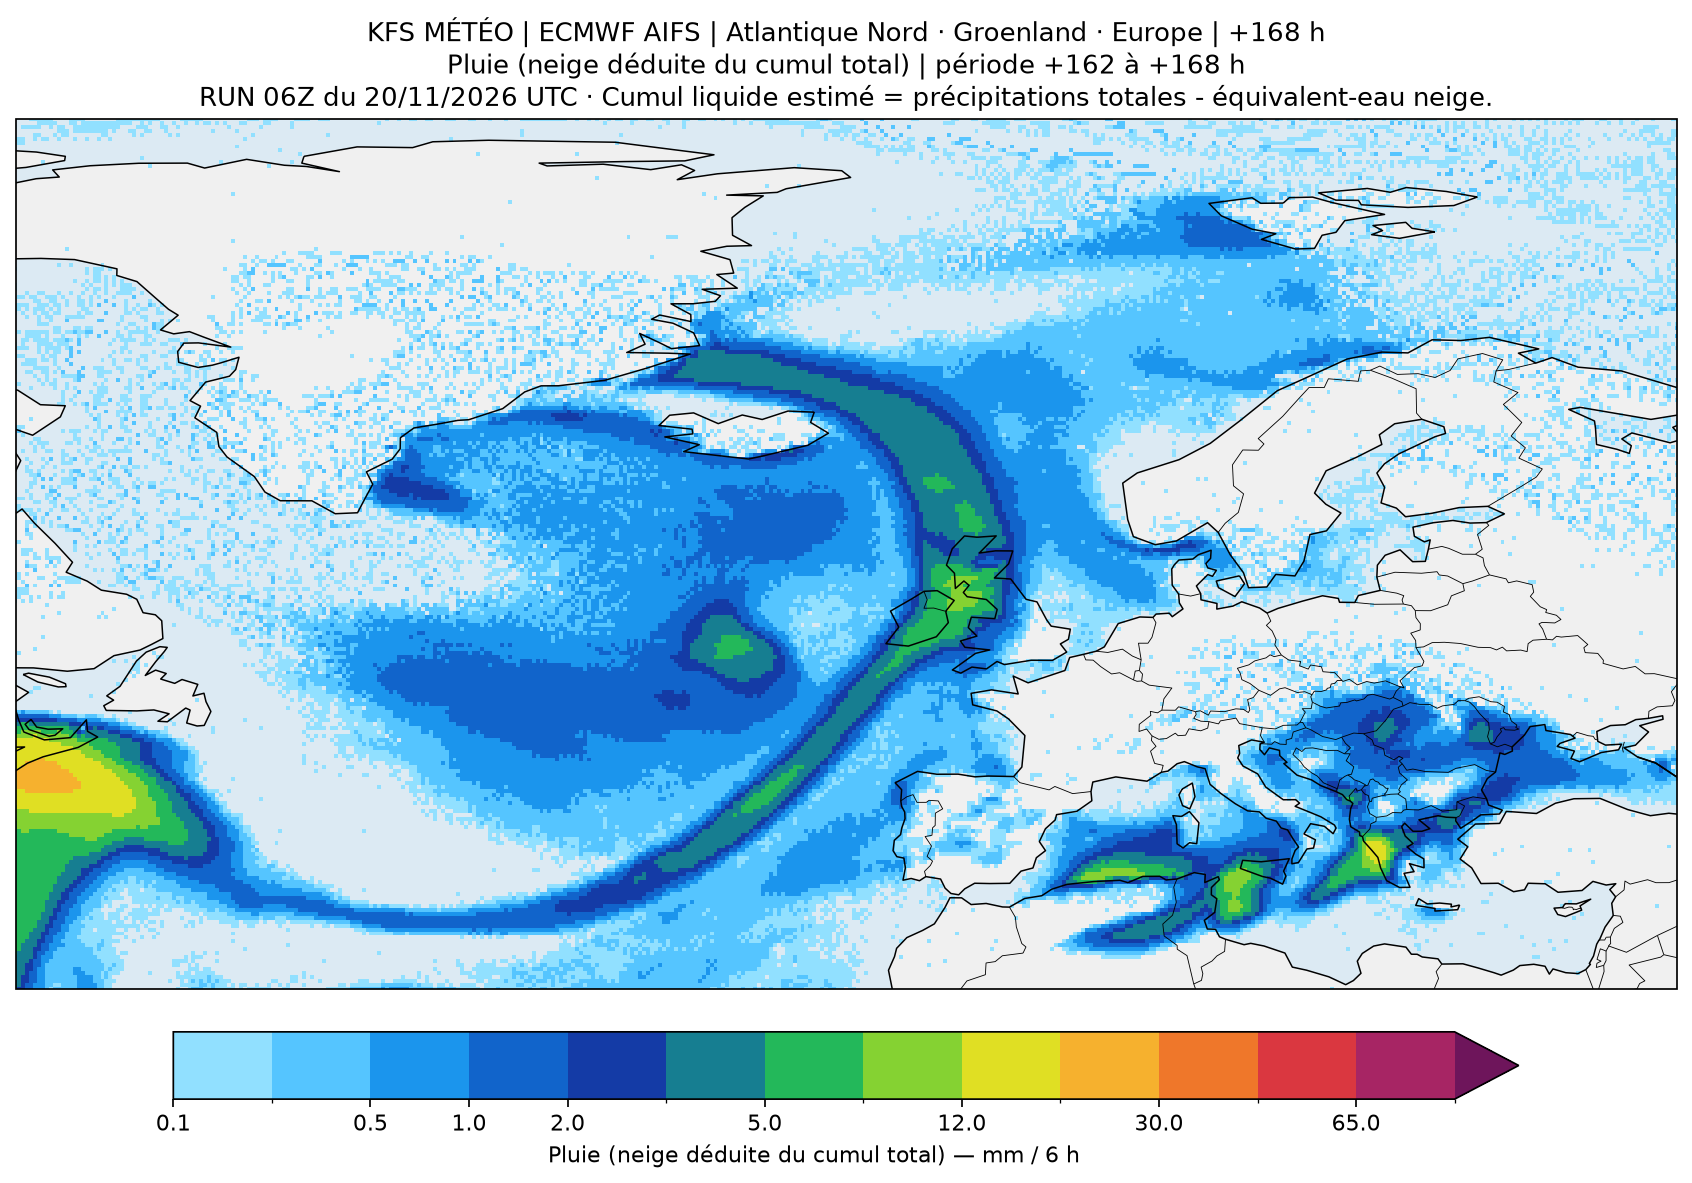 KFS MÉTÉO | ECMWF AIFS | Atlantique Nord · Groenland · Europe | +168 h
Pluie (neige déduite du cumul total) | période +162 à +168 h
RUN 06Z du 20/11/2026 UTC · Cumul liquide estimé = précipitations totales - équivalent-eau neige.
0.1 0.5 1.0 2.0 5.0 12.0 30.0 65.0
Pluie (neige déduite du cumul total) — mm / 6 h